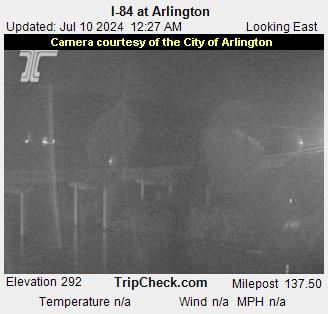 I-84 at Arlington
Updated: Jul 10 2024 12:27 AM Looking East
Camera courtesy of the City of Arlington
Elevation 292 TripCheck.com Milepost 137.50
Temperature n/a Wind n/a MPH n/a